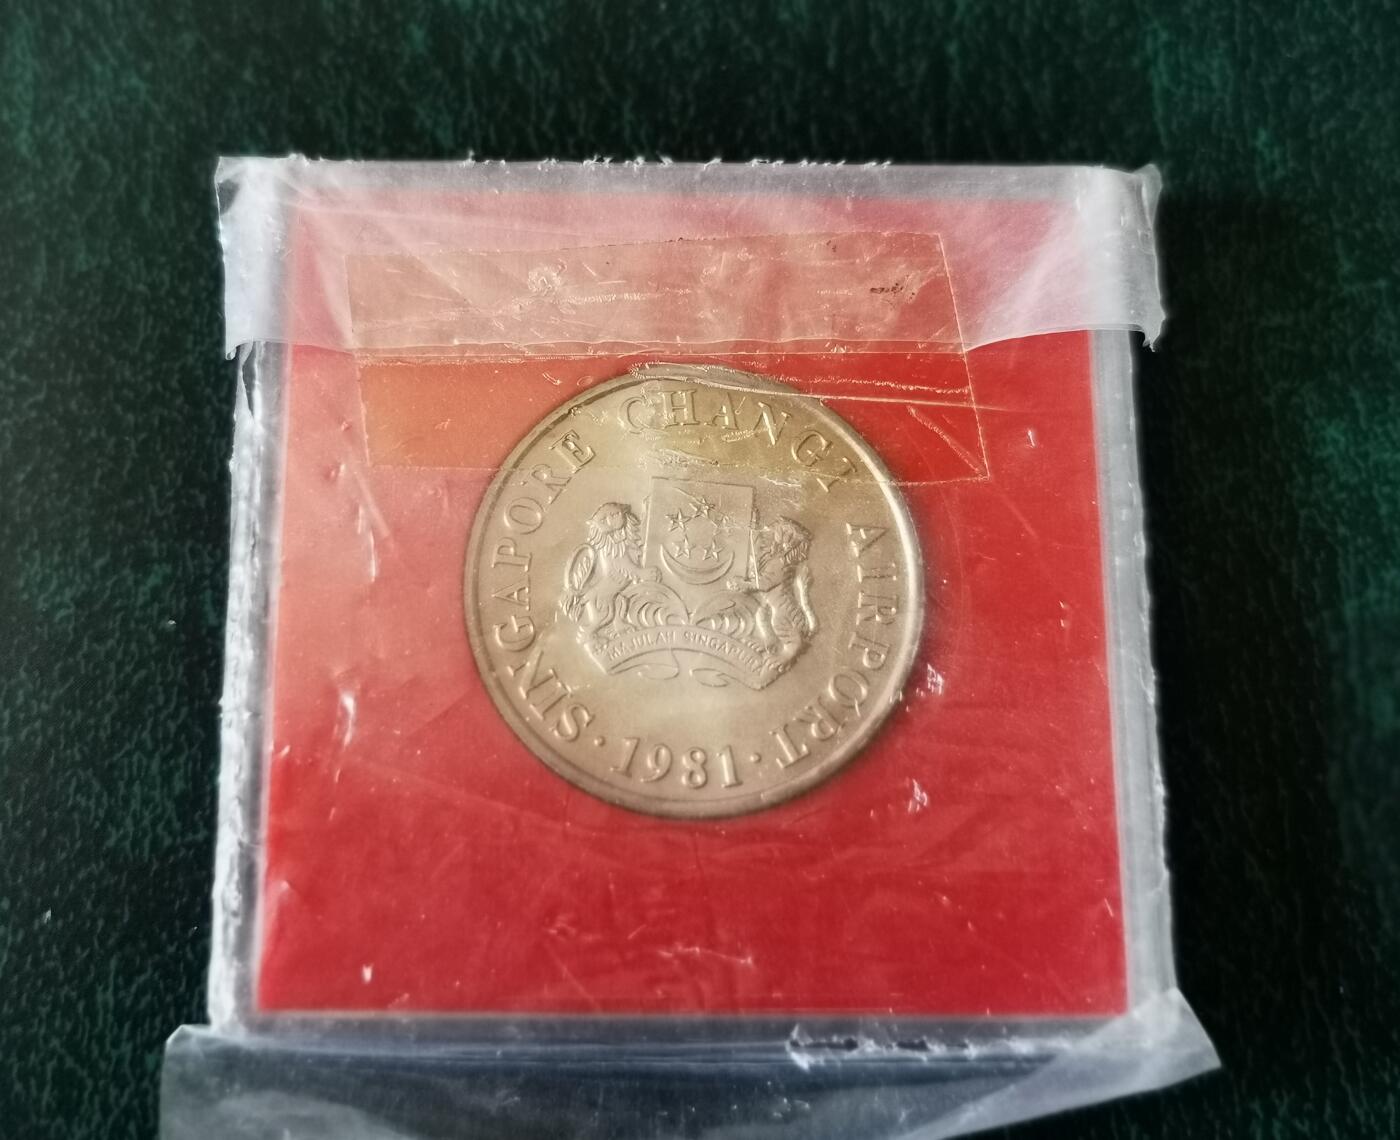 SINGAPORE CHANGI AIRPORT
MAJULAH SINGAPURA
· 1981 ·